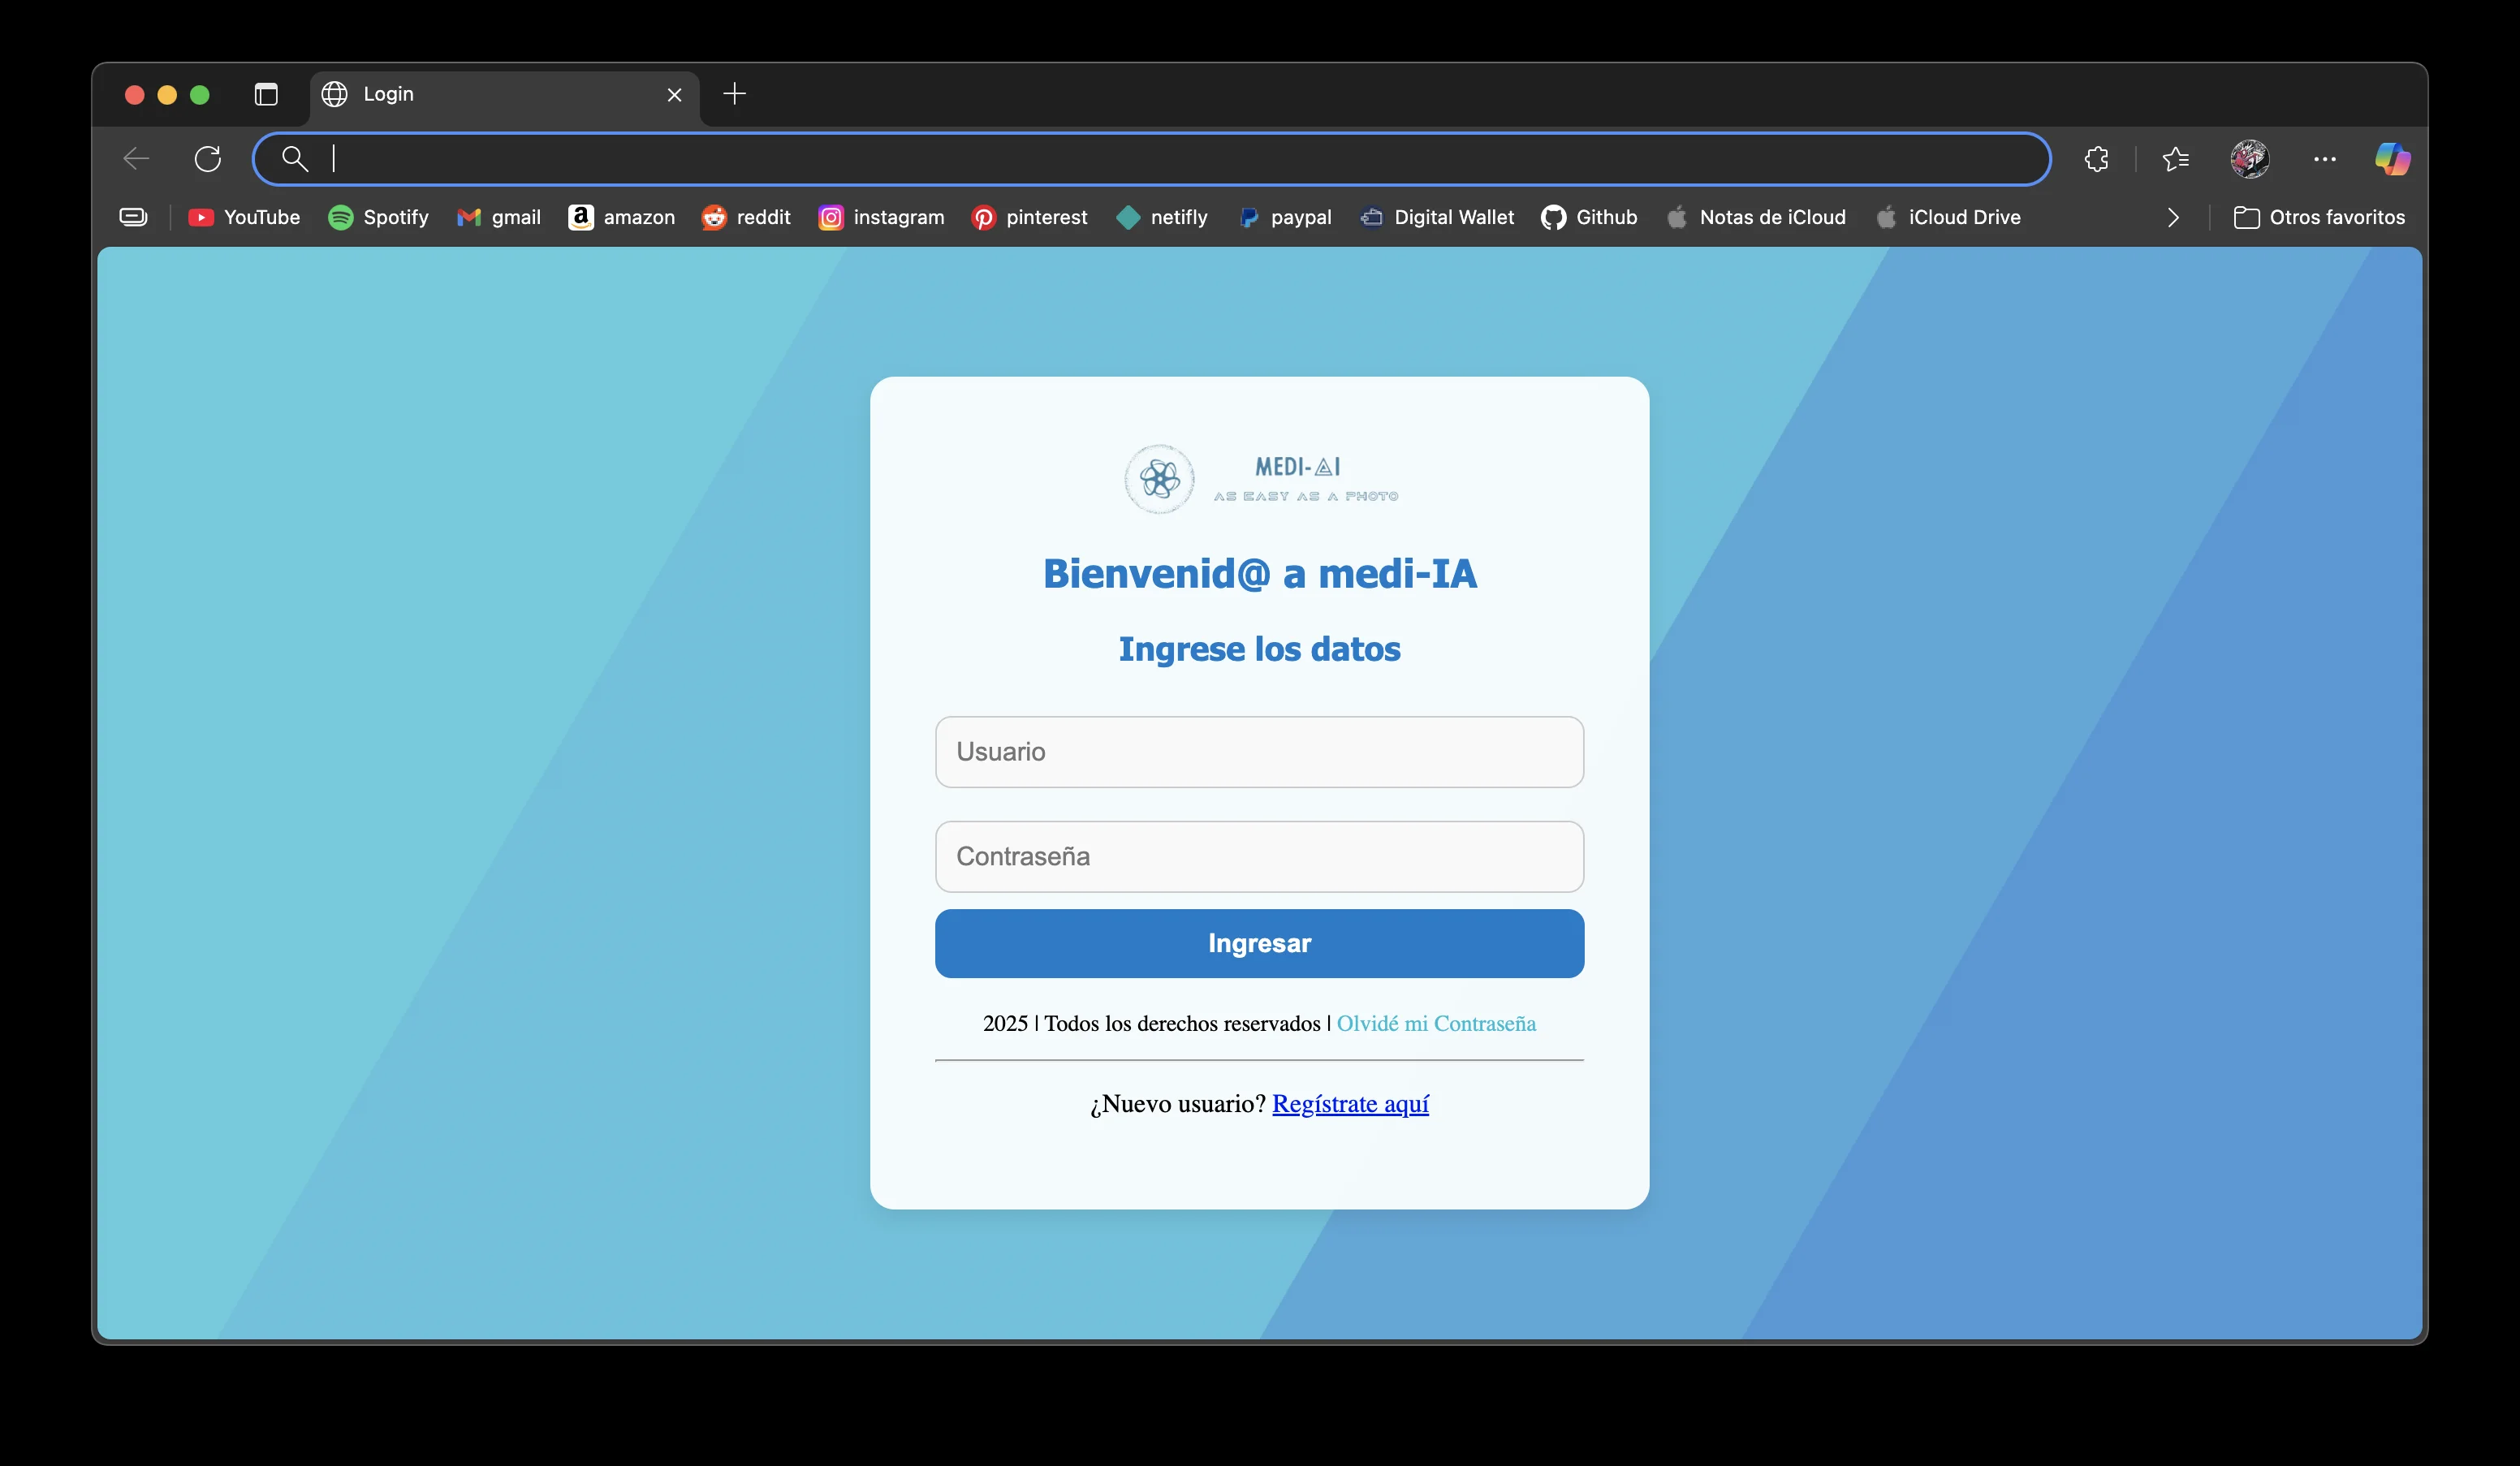 Login
YouTube Spotify gmail amazon reddit instagram pinterest netifly paypal Digital Wallet Github Notas de iCloud iCloud Drive Otros favoritos
MEDI-AI
AS EASY AS A PHOTO
Bienvenid@ a medi-IA
Ingrese los datos
Usuario
Contraseña
Ingresar
2025 | Todos los derechos reservados | Olvidé mi Contraseña
¿Nuevo usuario? Regístrate aquí